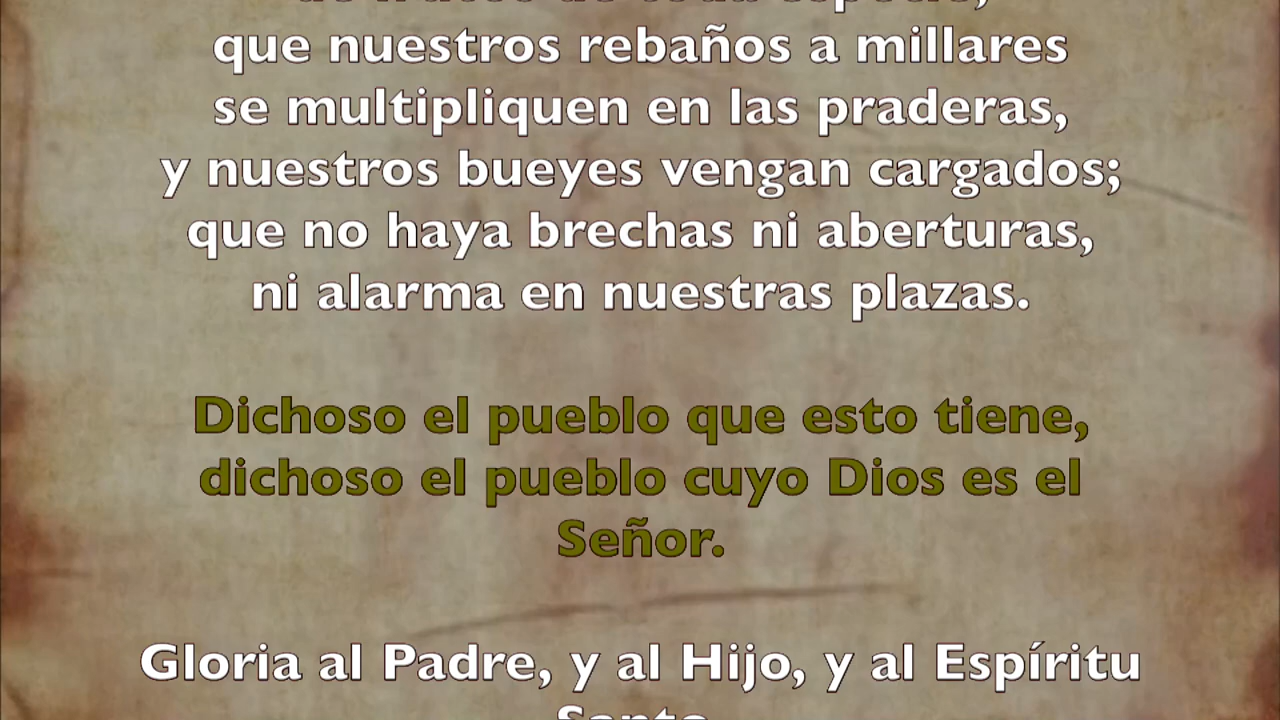 que nuestros rebaños a millares
se multipliquen en las praderas,
y nuestros bueyes vengan cargados;
que no haya brechas ni aberturas,
ni alarma en nuestras plazas.
Dichoso el pueblo que esto tiene,
dichoso el pueblo cuyo Dios es el
Señor.
Gloria al Padre, y al Hijo, y al Espíritu